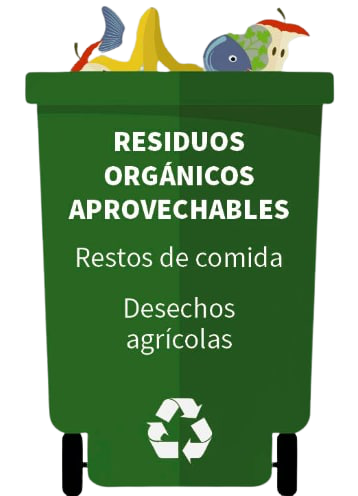 RESIDUOS
ORGÁNICOS
APROVECHABLES
Restos de comida
Desechos
agrícolas